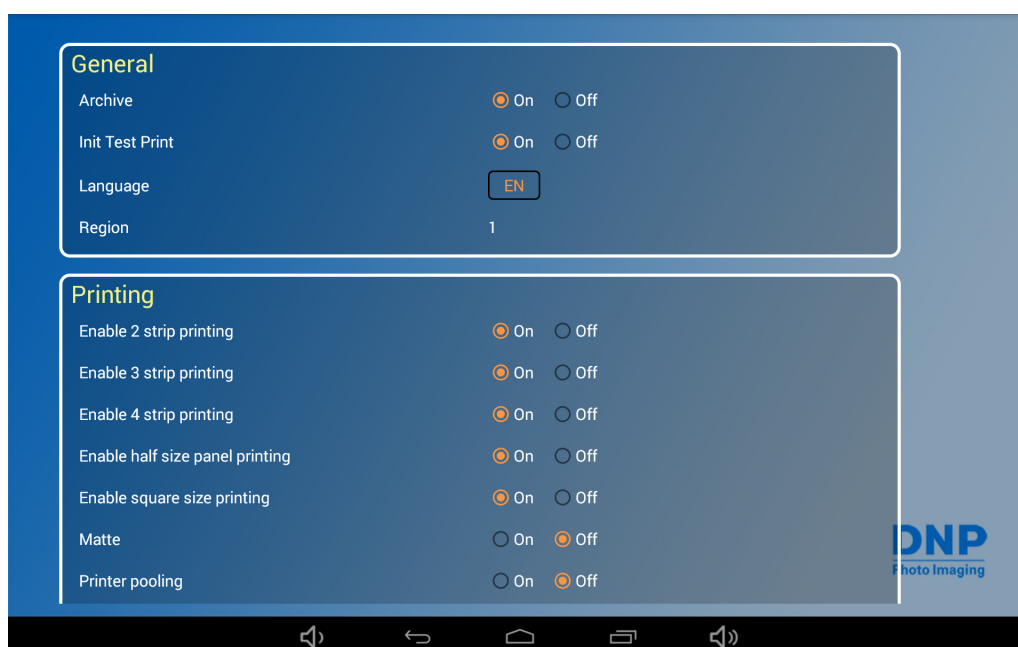 General
Archive On Off
Init Test Print On Off
Language EN
Region 1
Printing
Enable 2 strip printing On Off
Enable 3 strip printing On Off
Enable 4 strip printing On Off
Enable half size panel printing On Off
Enable square size printing On Off
Matte On Off
Printer pooling On Off
DNP
Photo Imaging